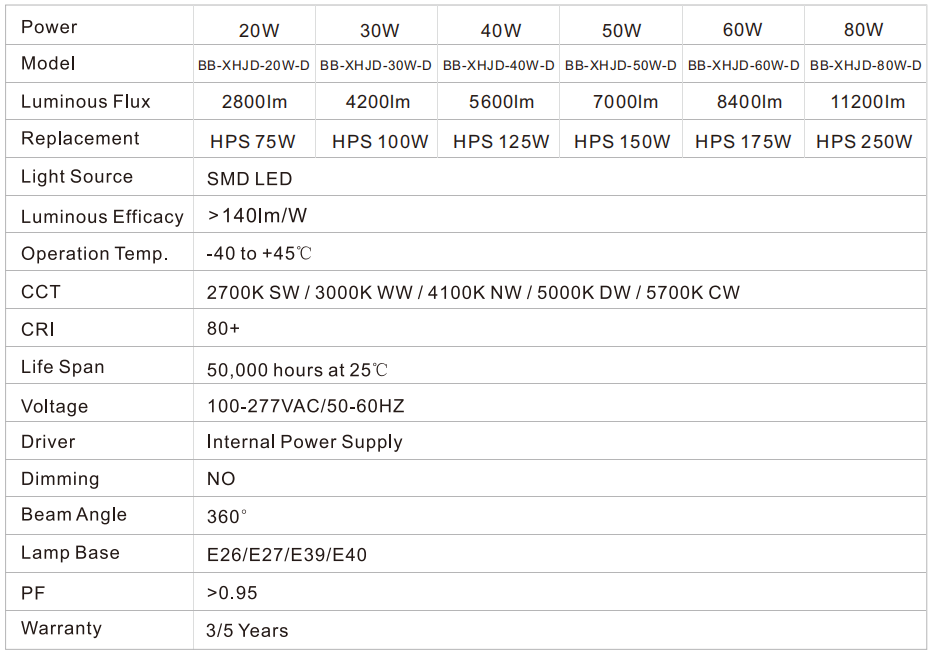 Power 20W 30W 40W 50W 60W 80W
Model BB-XHJD-20W-D BB-XHJD-30W-D BB-XHJD-40W-D BB-XHJD-50W-D BB-XHJD-60W-D BB-XHJD-80W-D
Luminous Flux 2800lm 4200lm 5600lm 7000lm 8400lm 11200lm
Replacement HPS 75W HPS 100W HPS 125W HPS 150W HPS 175W HPS 250W
Light Source SMD LED
Luminous Efficacy >140lm/W
Operation Temp. -40 to +45℃
CCT 2700K SW / 3000K WW / 4100K NW / 5000K DW / 5700K CW
CRI 80+
Life Span 50,000 hours at 25℃
Voltage 100-277VAC/50-60HZ
Driver Internal Power Supply
Dimming NO
Beam Angle 360°
Lamp Base E26/E27/E39/E40
PF >0.95
Warranty 3/5 Years